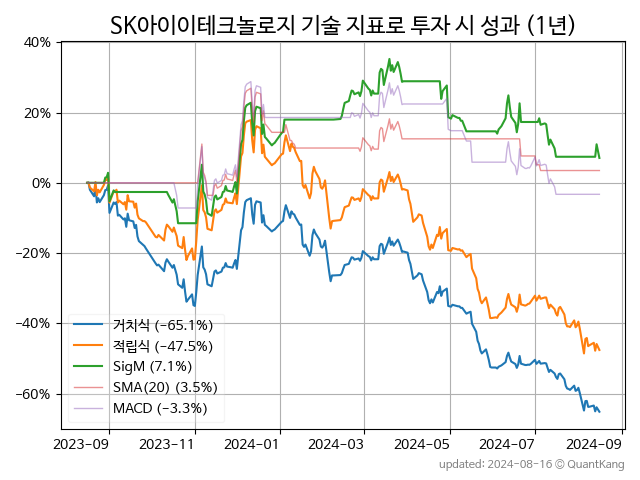 SK아이이테크놀로지 기술 지표로 투자 시 성과 (1년)
40%
20%
0%
−20%
−40%
−60%
거치식 (−65.1%)
적립식 (−47.5%)
SigM (7.1%)
SMA(20) (3.5%)
MACD (−3.3%)
2023-09 2023-11 2024-01 2024-03 2024-05 2024-07 2024-09
updated: 2024-08-16 © QuantKang